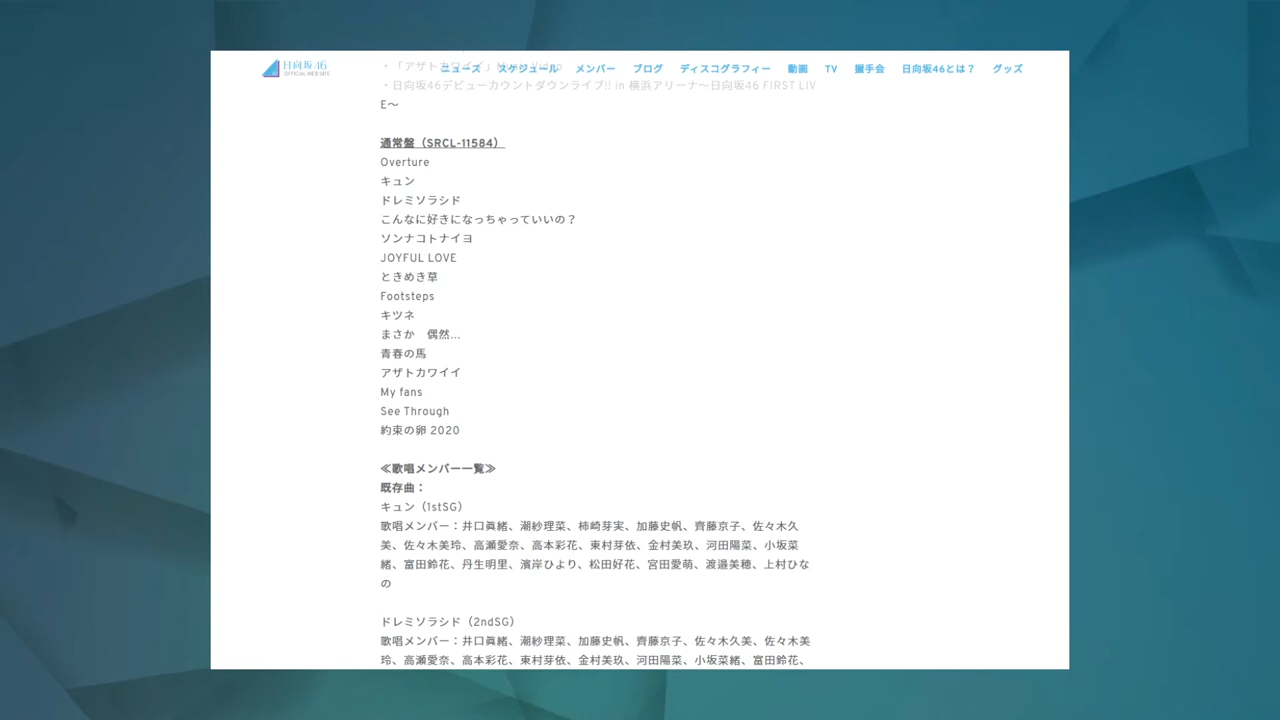 日向坂46
OFFICIAL WEB SITE
ニュース スケジュール メンバー ブログ ディスコグラフィー 動画 TV 握手会 日向坂46とは？ グッズ
・「アザトカワイイ」
・日向坂46デビューカウントダウンライブ!! in 横浜アリーナ～日向坂46 FIRST LIV
E～
通常盤（SRCL-11584）
Overture
キュン
ドレミソラシド
こんなに好きになっちゃっていいの？
ソンナコトナイヨ
JOYFUL LOVE
ときめき草
Footsteps
キツネ
まさか　偶然…
青春の馬
アザトカワイイ
My fans
See Through
約束の卵 2020
≪歌唱メンバー一覧≫
既存曲：
キュン（1stSG）
歌唱メンバー：井口眞緒、潮紗理菜、柿崎芽実、加藤史帆、齊藤京子、佐々木久
美、佐々木美玲、高瀬愛奈、高本彩花、東村芽依、金村美玖、河田陽菜、小坂菜
緒、富田鈴花、丹生明里、濱岸ひより、松田好花、宮田愛萌、渡邉美穂、上村ひな
の
ドレミソラシド（2ndSG）
歌唱メンバー：井口眞緒、潮紗理菜、加藤史帆、齊藤京子、佐々木久美、佐々木美
玲、高瀬愛奈、高本彩花、東村芽依、金村美玖、河田陽菜、小坂菜緒、富田鈴花、